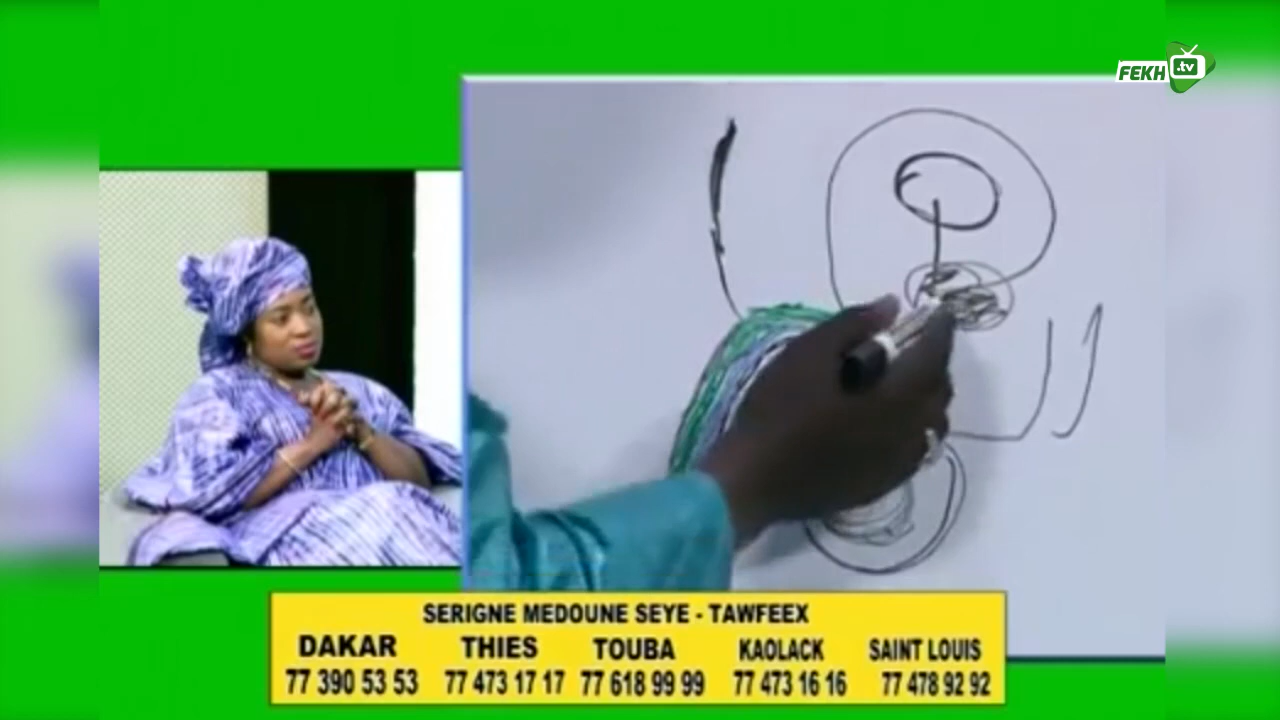 FEKH .tv
SERIGNE MEDOUNE SEYE - TAWFEEX
DAKAR THIES TOUBA KAOLACK SAINT LOUIS
77 390 53 53 77 473 17 17 77 618 99 99 77 473 16 16 77 478 92 92